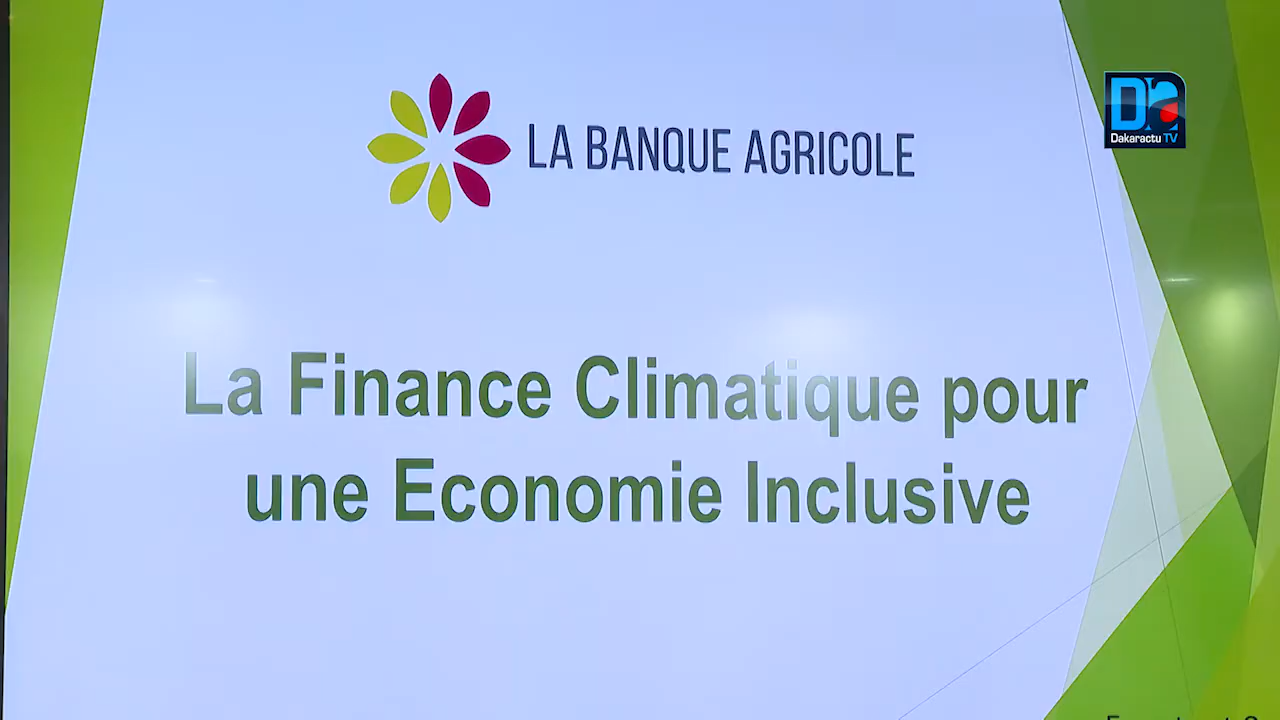 LA BANQUE AGRICOLE
Dakaractu TV
La Finance Climatique pour
une Economie Inclusive